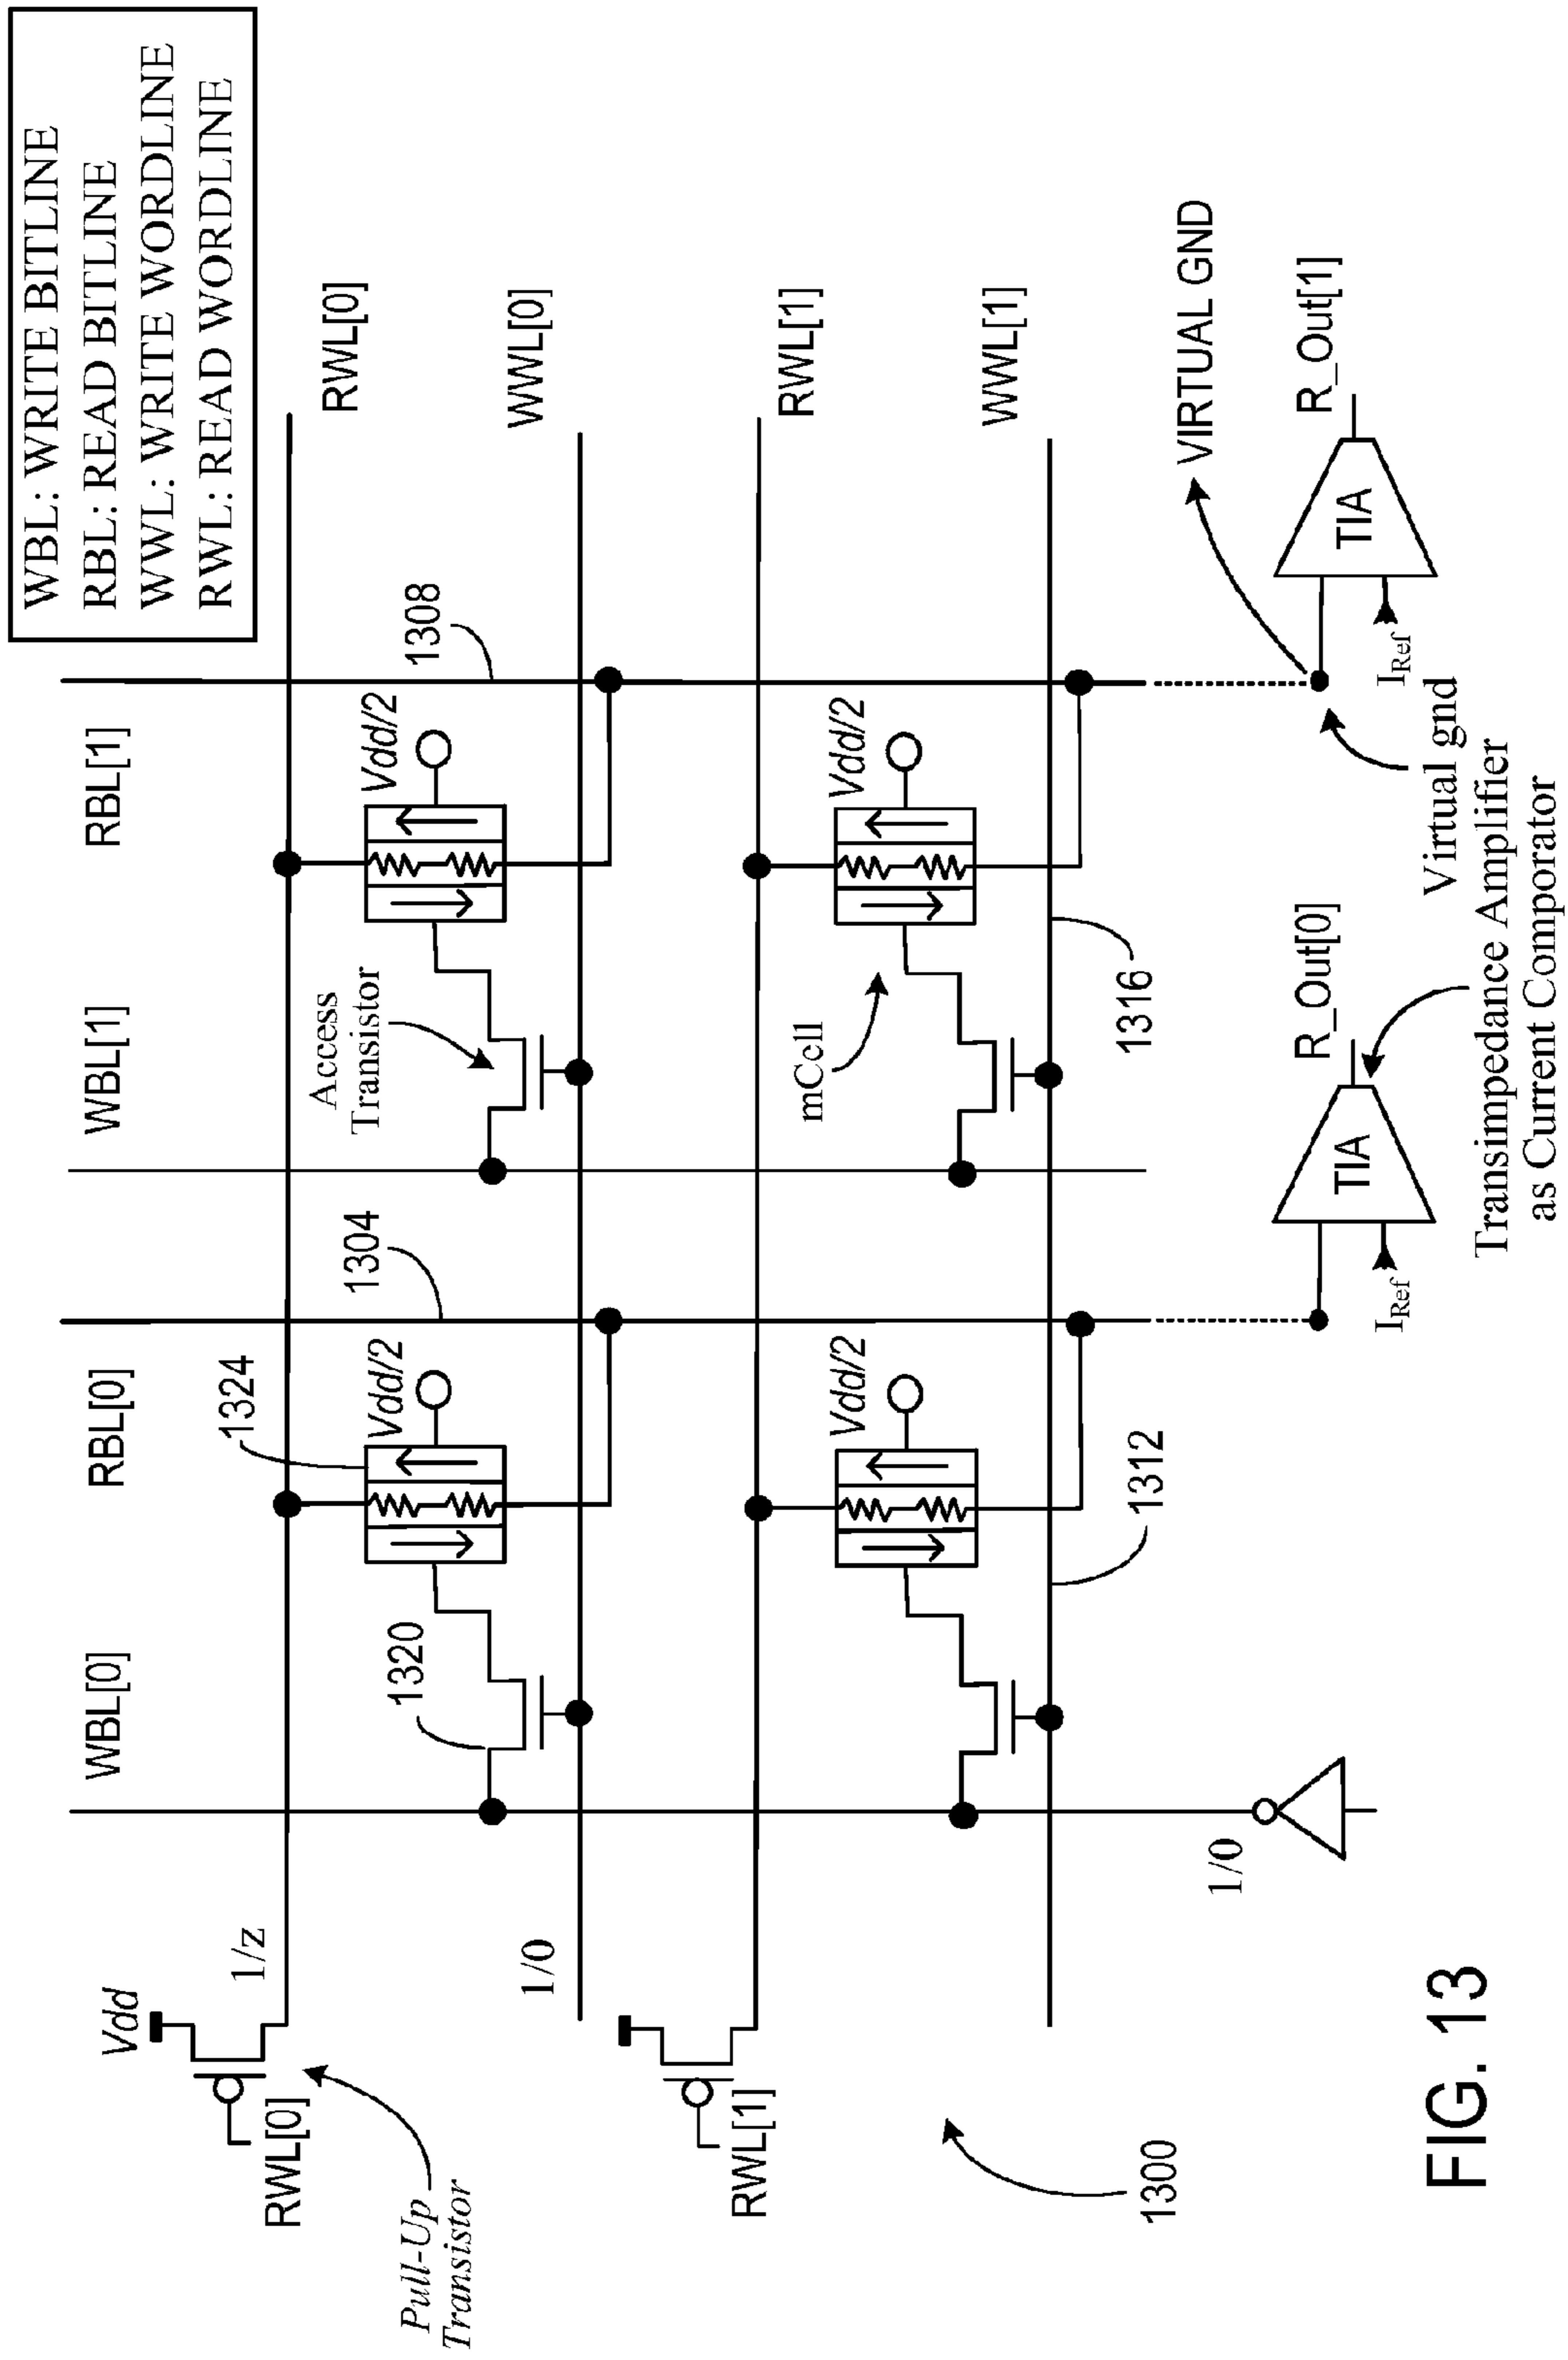 WBL: WRITE BITLINE
RBL: READ BITLINE
WWL: WRITE WORDLINE
RWL: READ WORDLINE
WBL[0]
RBL[0]
WBL[1]
RBL[1]
Vdd
1/z
RWL[0]
Pull-Up
Transistor
1324
Vdd/2
1304
Access
Transistor
Vdd/2
1308
RWL[0]
1320
1/0
WWL[0]
RWL[1]
Vdd/2
mCell
Vdd/2
RWL[1]
WWL[1]
1300
1312
1316
VIRTUAL GND
1/0
IRef
TIA
R_Out[0]
IRef
TIA
R_Out[1]
Virtual gnd
Transimpedance Amplifier
as Current Comporator
FIG. 13